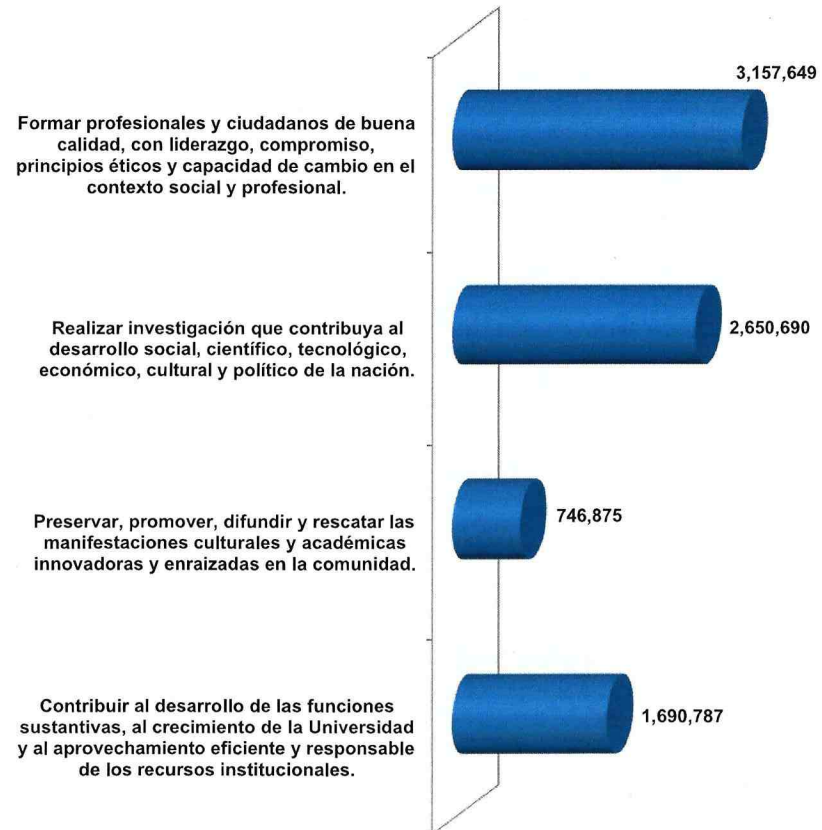 3,157,649
Formar profesionales y ciudadanos de buena
calidad, con liderazgo, compromiso,
principios éticos y capacidad de cambio en el
contexto social y profesional.
Realizar investigación que contribuya al
desarrollo social, científico, tecnológico,
económico, cultural y político de la nación.
2,650,690
Preservar, promover, difundir y rescatar las
manifestaciones culturales y académicas
innovadoras y enraizadas en la comunidad.
746,875
Contribuir al desarrollo de las funciones
sustantivas, al crecimiento de la Universidad
y al aprovechamiento eficiente y responsable
de los recursos institucionales.
1,690,787